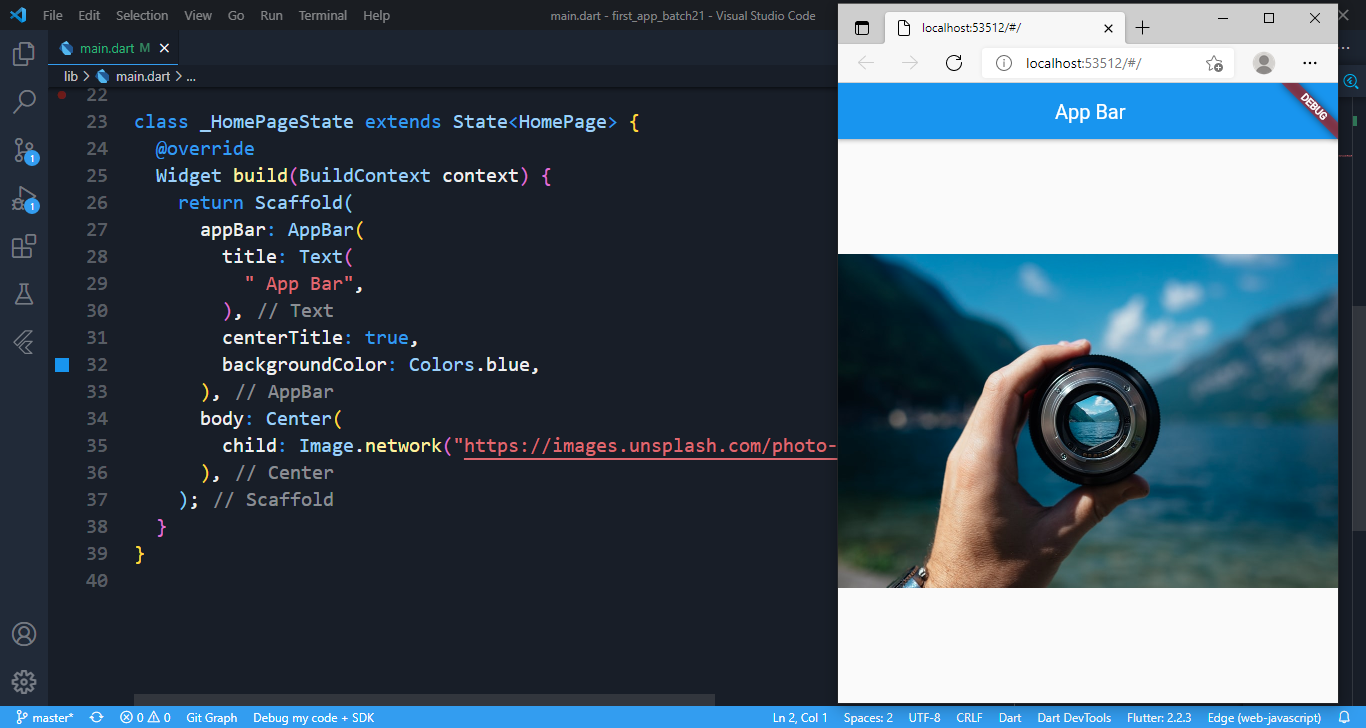 File Edit Selection View Go Run Terminal Help
main.dart - first_app_batch21 - Visual Studio Code
main.dart M
lib > main.dart > ...
22
23 class _HomePageState extends State<HomePage> {
24 @override
25 Widget build(BuildContext context) {
26 return Scaffold(
27 appBar: AppBar(
28 title: Text(
29 " App Bar",
30 ), // Text
31 centerTitle: true,
32 backgroundColor: Colors.blue,
33 ), // AppBar
34 body: Center(
35 child: Image.network("https://images.unsplash.com/photo-
36 ), // Center
37 ); // Scaffold
38 }
39 }
40
1
1
localhost:53512/#/
localhost:53512/#/
App Bar
DEBUG
master* 0 0 Git Graph Debug my code + SDK
Ln 2, Col 1 Spaces: 2 UTF-8 CRLF Dart Dart DevTools Flutter: 2.2.3 Edge (web-javascript)